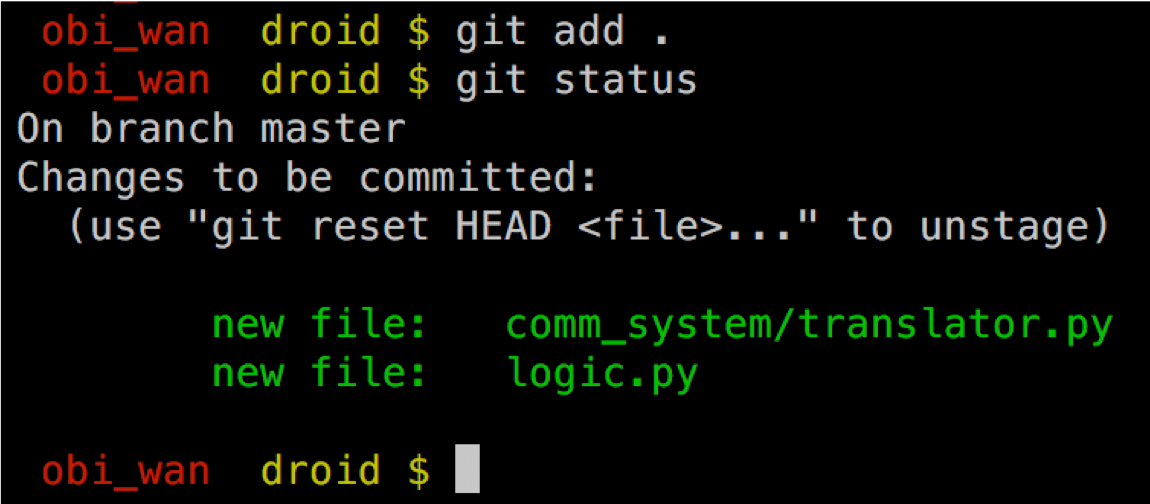 obi_wan  droid $ git add .
obi_wan  droid $ git status
On branch master
Changes to be committed:
  (use "git reset HEAD <file>..." to unstage)
        new file:   comm_system/translator.py
        new file:   logic.py
obi_wan  droid $